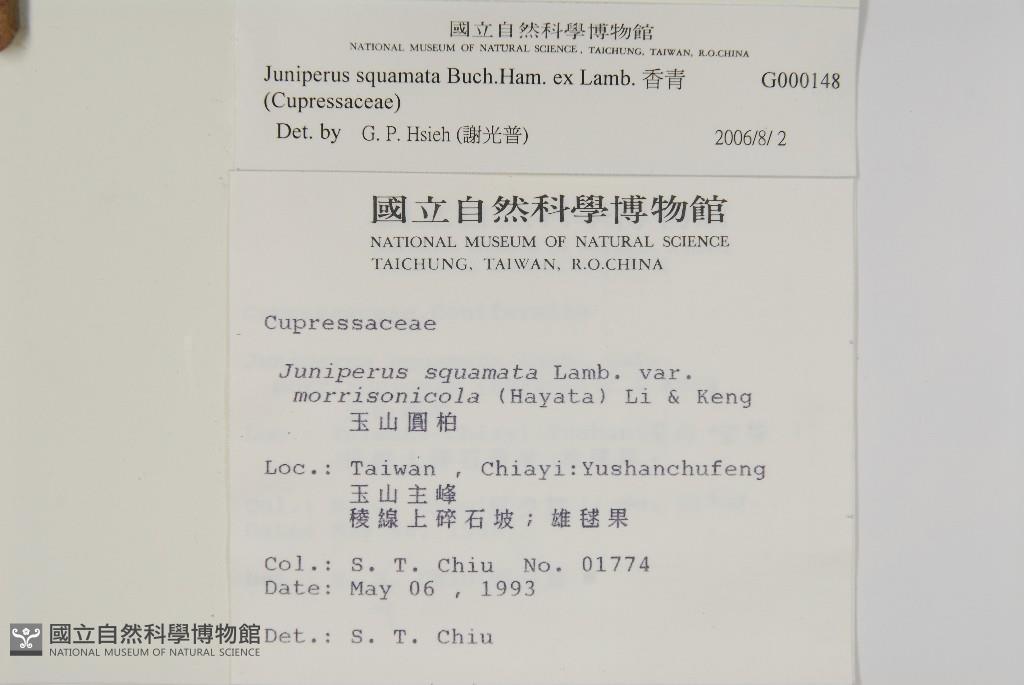 國立自然科學博物館
NATIONAL MUSEUM OF NATURAL SCIENCE, TAICHUNG, TAIWAN, R.O.CHINA
Juniperus squamata Buch.Ham. ex Lamb. 香青 G000148
(Cupressaceae)
Det. by G. P. Hsieh (謝光普) 2006/8/ 2
國立自然科學博物館
NATIONAL MUSEUM OF NATURAL SCIENCE
TAICHUNG, TAIWAN, R.O.CHINA
Cupressaceae
Juniperus squamata Lamb. var.
morrisonicola (Hayata) Li & Keng
玉山圓柏
Loc.: Taiwan , Chiayi:Yushanchufeng
玉山主峰
稜線上碎石坡；雄毬果
Col.: S. T. Chiu No. 01774
Date: May 06 , 1993
Det.: S. T. Chiu
國立自然科學博物館
NATIONAL MUSEUM OF NATURAL SCIENCE